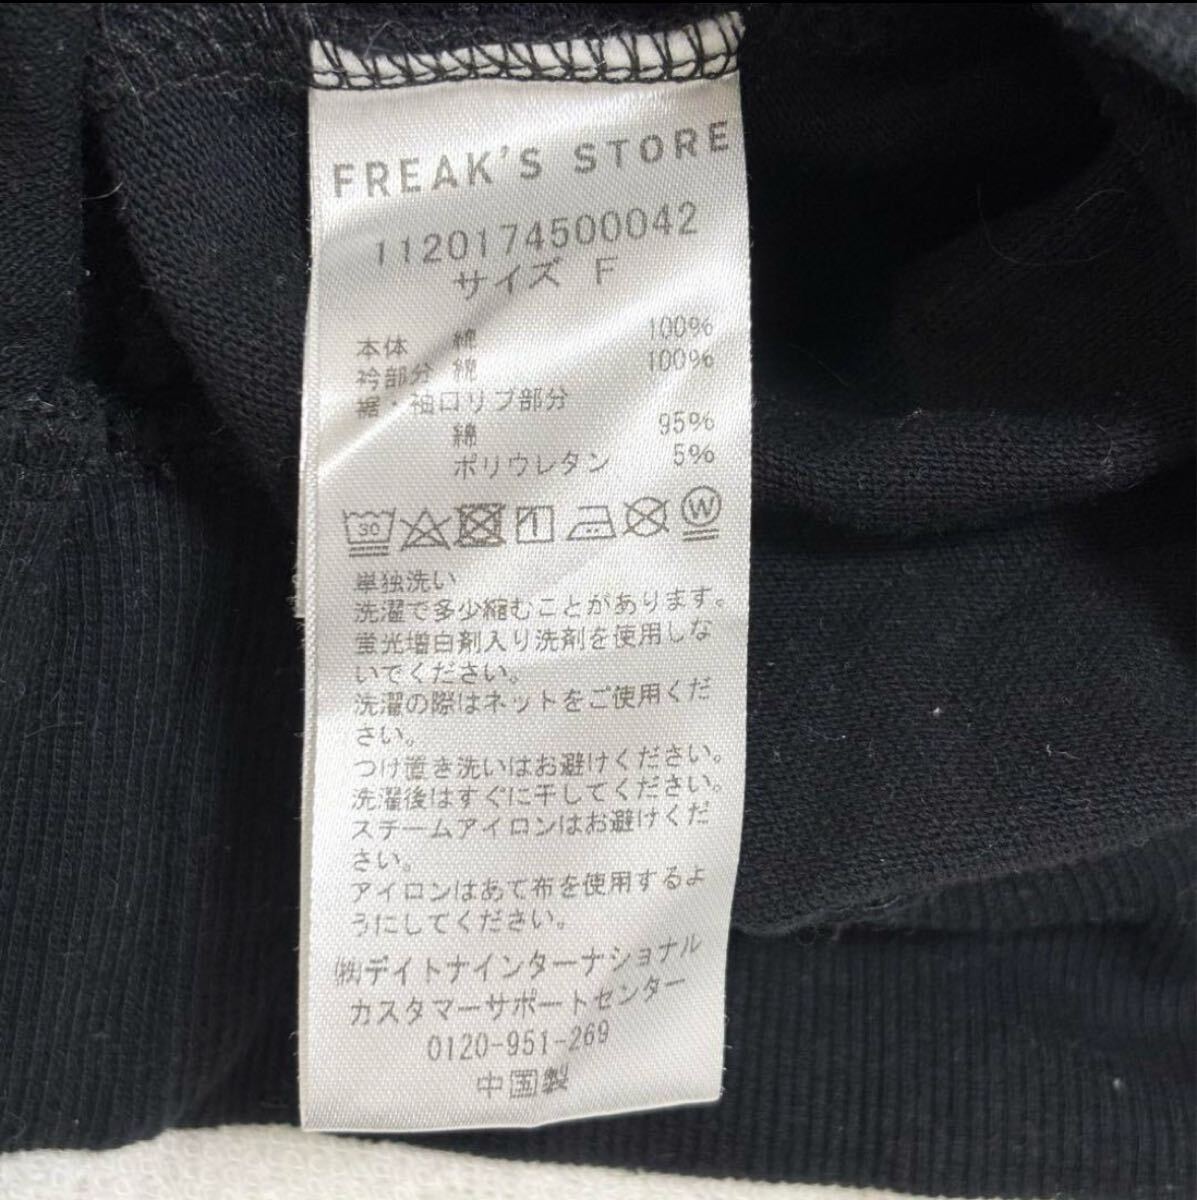 FREAK'S STORE
1120174500042
サイズ F
本体 綿 100%
衿部分 綿 100%
裾・袖口リブ部分
綿 95%
ポリウレタン 5%
30 W
単独洗い
洗濯で多少縮むことがあります。
蛍光増白剤入り洗剤を使用しな
いでください。
洗濯の際はネットをご使用くだ
さい。
つけ置き洗いはお避けください。
洗濯後はすぐに干してください。
スチームアイロンはお避けくだ
さい。
アイロンはあて布を使用するよ
うにしてください。
㈱デイトナインターナショナル
カスタマーサポートセンター
0120-951-269
中国製